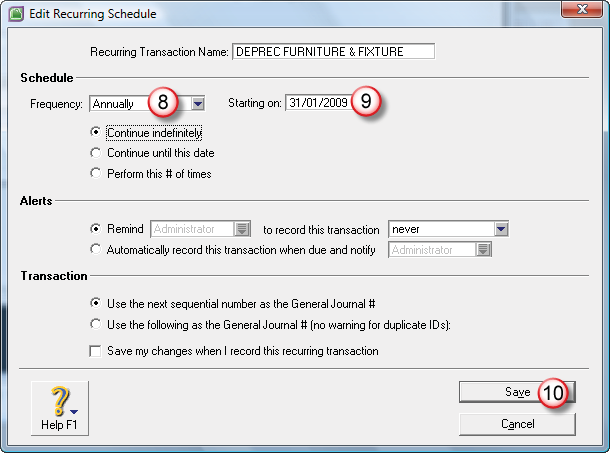 Edit Recurring Schedule
Recurring Transaction Name: DEPREC FURNITURE & FIXTURE
Schedule
Frequency: Annually 8 Starting on: 31/01/2009 9
Continue indefinitely
Continue until this date
Perform this # of times
Alerts
Remind Administrator to record this transaction never
Automatically record this transaction when due and notify Administrator
Transaction
Use the next sequential number as the General Journal #
Use the following as the General Journal # (no warning for duplicate IDs):
Save my changes when I record this recurring transaction
Save 10
Help F1
Cancel